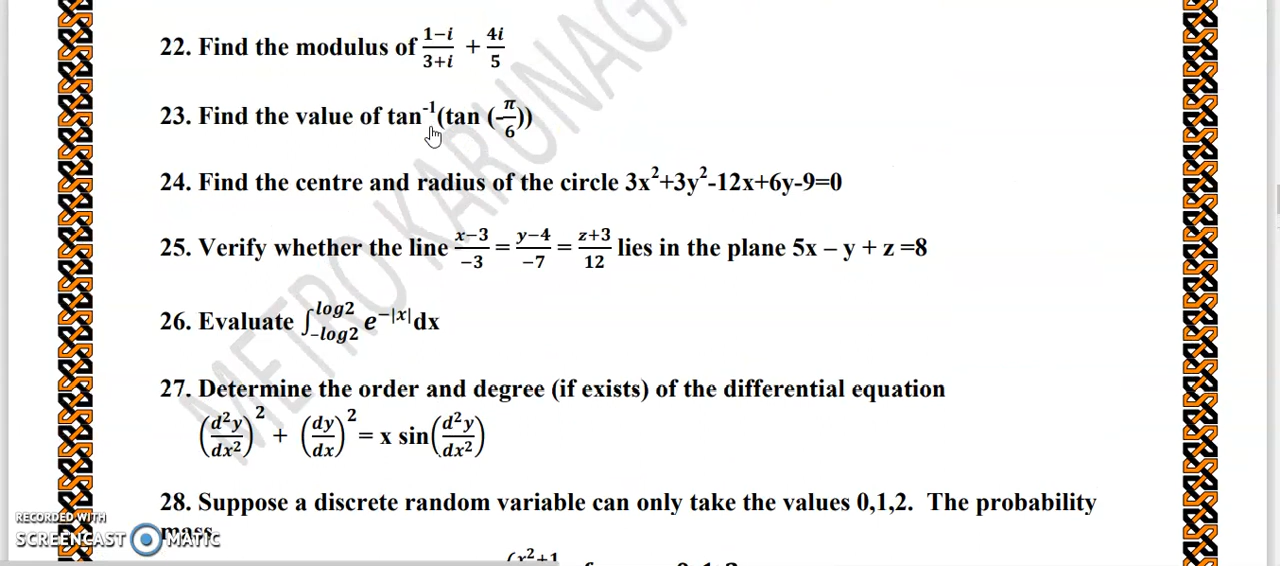 22. Find the modulus of (1−i)/(3+i) + 4i/5
23. Find the value of tan⁻¹(tan (−π/6))
24. Find the centre and radius of the circle 3x²+3y²-12x+6y-9=0
25. Verify whether the line (x−3)/−3 = (y−4)/−7 = (z+3)/12 lies in the plane 5x – y + z =8
26. Evaluate ∫_{−log2}^{log2} e^{−|x|}dx
27. Determine the order and degree (if exists) of the differential equation
(d²y/dx²)² + (dy/dx)² = x sin(d²y/dx²)
28. Suppose a discrete random variable can only take the values 0,1,2. The probability
mass
METRO KARUNAGA
RECORDED WITH
SCREENCAST MATIC